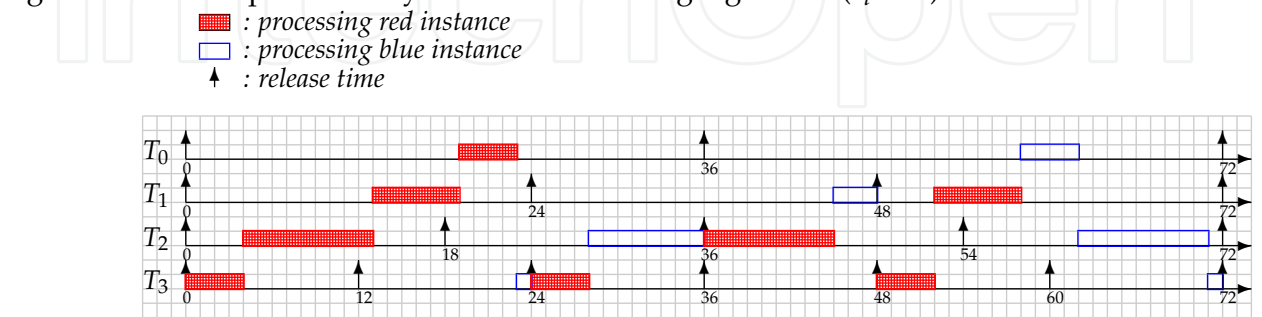 : processing red instance
: processing blue instance
: release time
T0
0
36
72
T1
0
24
48
72
T2
0
18
36
54
72
T3
0
12
24
36
48
60
72